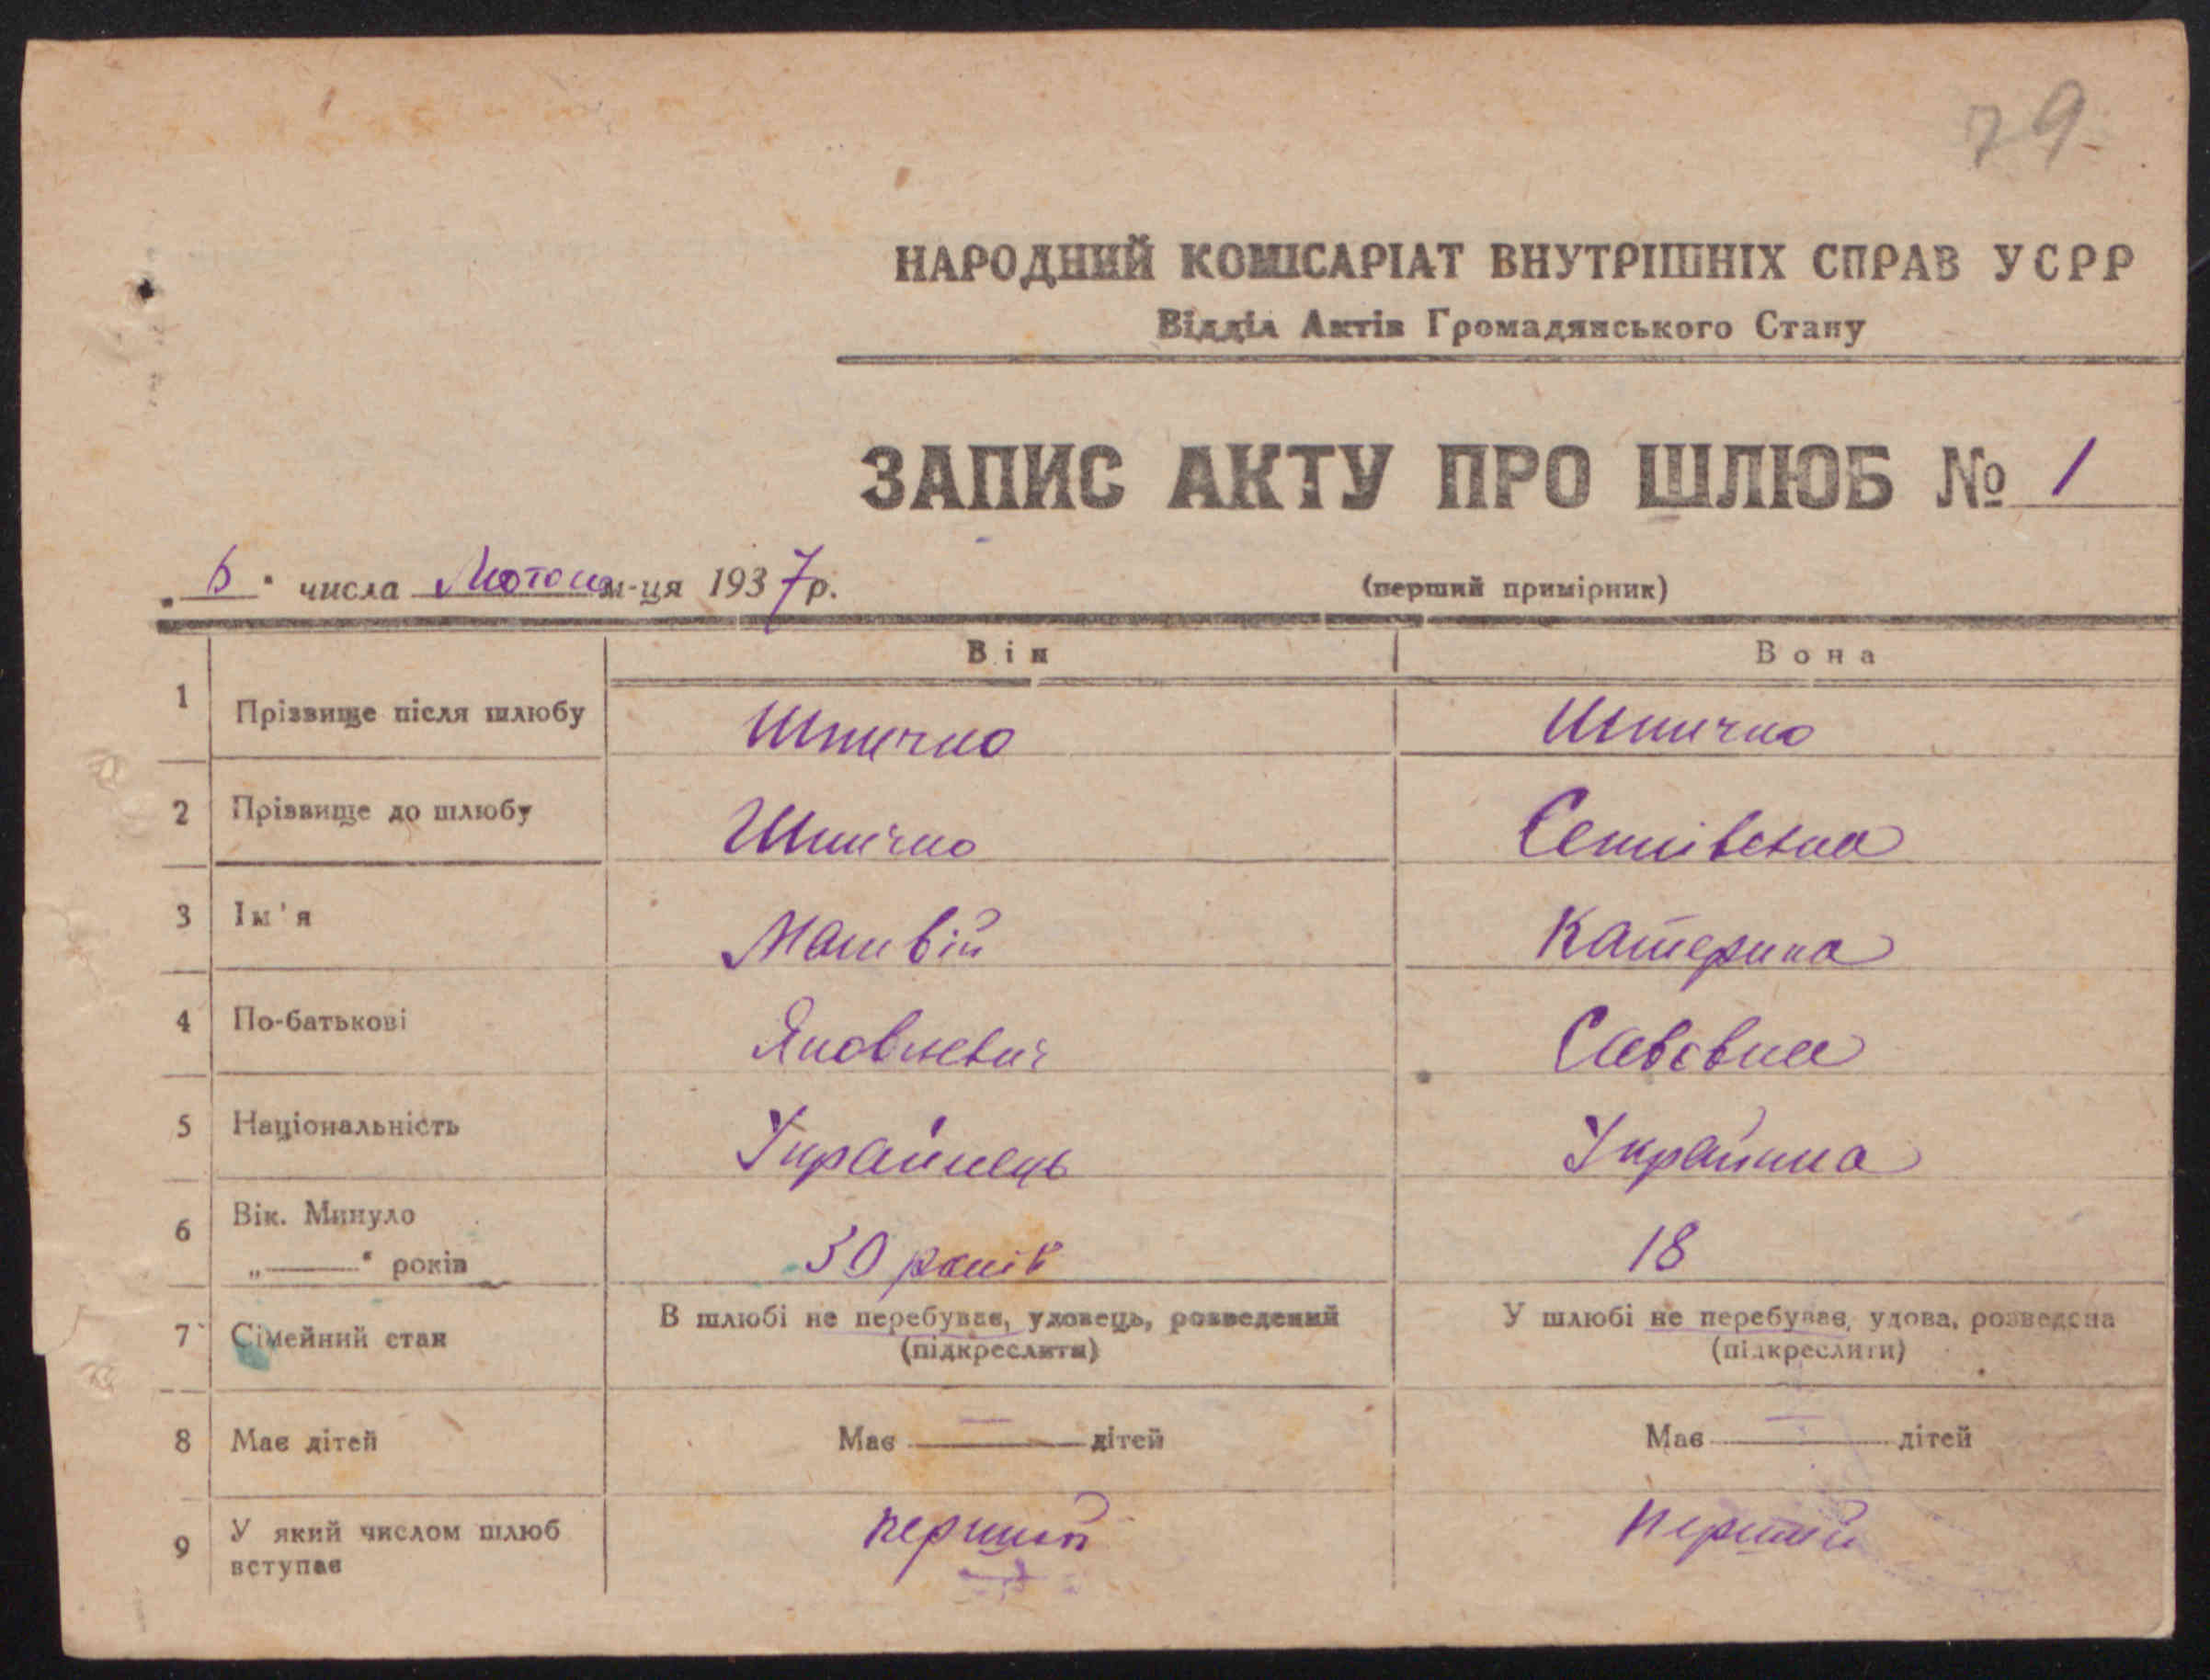 79
НАРОДНИЙ КОМІСАРІАТ ВНУТРІШНІХ СПРАВ УСРР
Відділ Актів Громадянського Стану
ЗАПИС АКТУ ПРО ШЛЮБ № 1
числа Лютого м-ця 1937 р. (перший примірник)
Він Вона
1 Прізвище після шлюбу Шпичко Шпичко
2 Прізвище до шлюбу Шпичко
3 Ім'я Матвій Катерина
4 По-батькові Яковлевич Савовна
5 Національність Українець Українка
6 Вік. Минуло
„——“ років 30 років 18
7 Сімейний стан В шлюбі не перебуває, удовець, розведений У шлюбі не перебуває, удова, розведена
(підкреслити) (підкреслити)
8 Має дітей Має — дітей Має — дітей
9 У який числом шлюб вступає перший перший